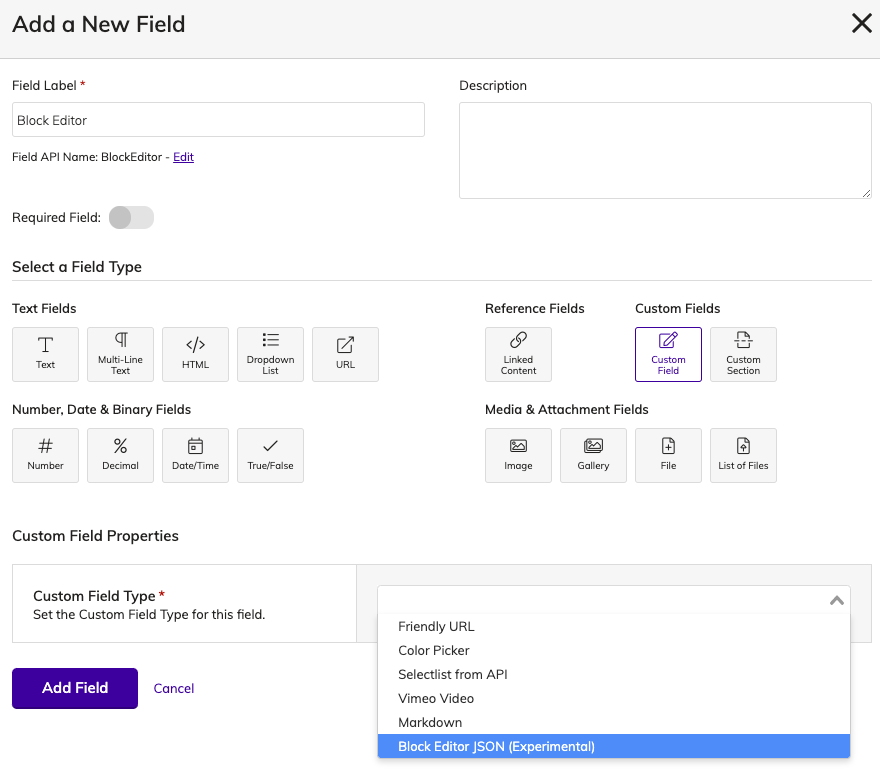 Add a New Field
Field Label *
Block Editor
Field API Name: BlockEditor - Edit
Description
Required Field:
Select a Field Type
Text Fields
Text
Multi-Line
Text
HTML
Dropdown
List
URL
Reference Fields
Linked
Content
Custom Fields
Custom
Field
Custom
Section
Number, Date & Binary Fields
Number
Decimal
Date/Time
True/False
Media & Attachment Fields
Image
Gallery
File
List of Files
Custom Field Properties
Custom Field Type *
Set the Custom Field Type for this field.
Friendly URL
Color Picker
Selectlist from API
Vimeo Video
Markdown
Block Editor JSON (Experimental)
Add Field
Cancel